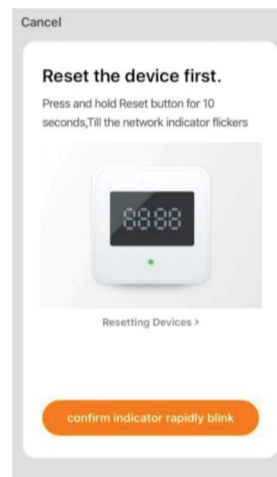 Cancel
Reset the device first.
Press and hold Reset button for 10
seconds,Till the network indicator flickers
8888
Resetting Devices >
confirm indicator rapidly blink